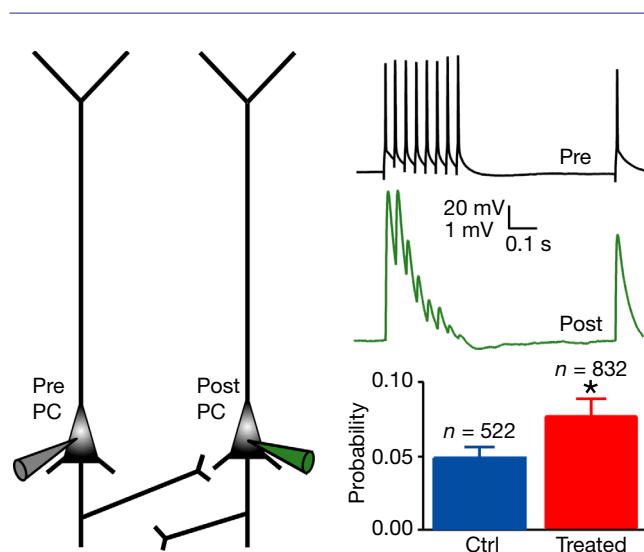 Pre
PC
Post
PC
Pre
20 mV
1 mV
0.1 s
Post
n = 832
*
n = 522
0.10
0.05
0.00
Probability
Ctrl
Treated